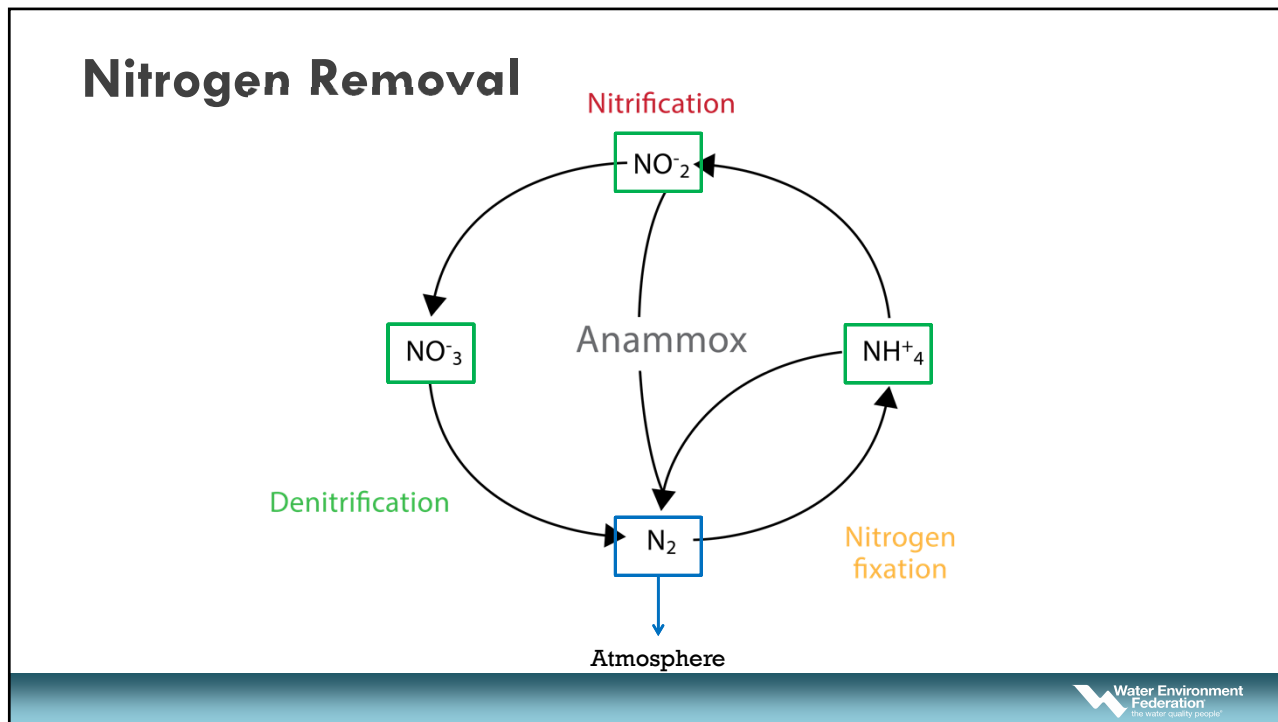 Nitrogen Removal
Nitrification
NO⁻₂
NO⁻₃
Anammox
NH⁺₄
Denitrification
N₂
Nitrogen
fixation
Atmosphere
Water Environment
Federation®
the water quality people®